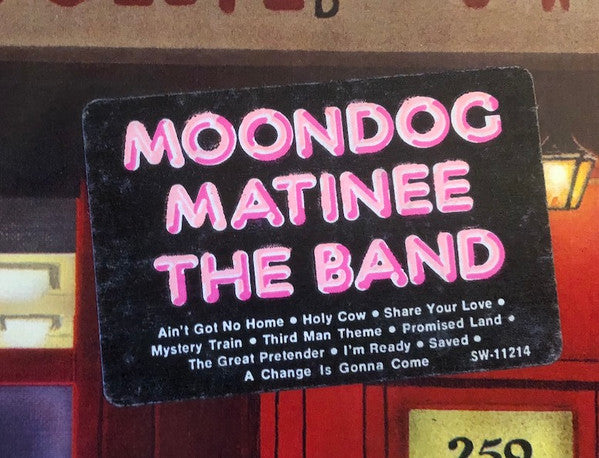 MOONDOG
MATINEE
THE BAND
Ain't Got No Home • Holy Cow • Share Your Love •
Mystery Train • Third Man Theme • Promised Land •
The Great Pretender • I'm Ready • Saved •
A Change Is Gonna Come SW-11214
259